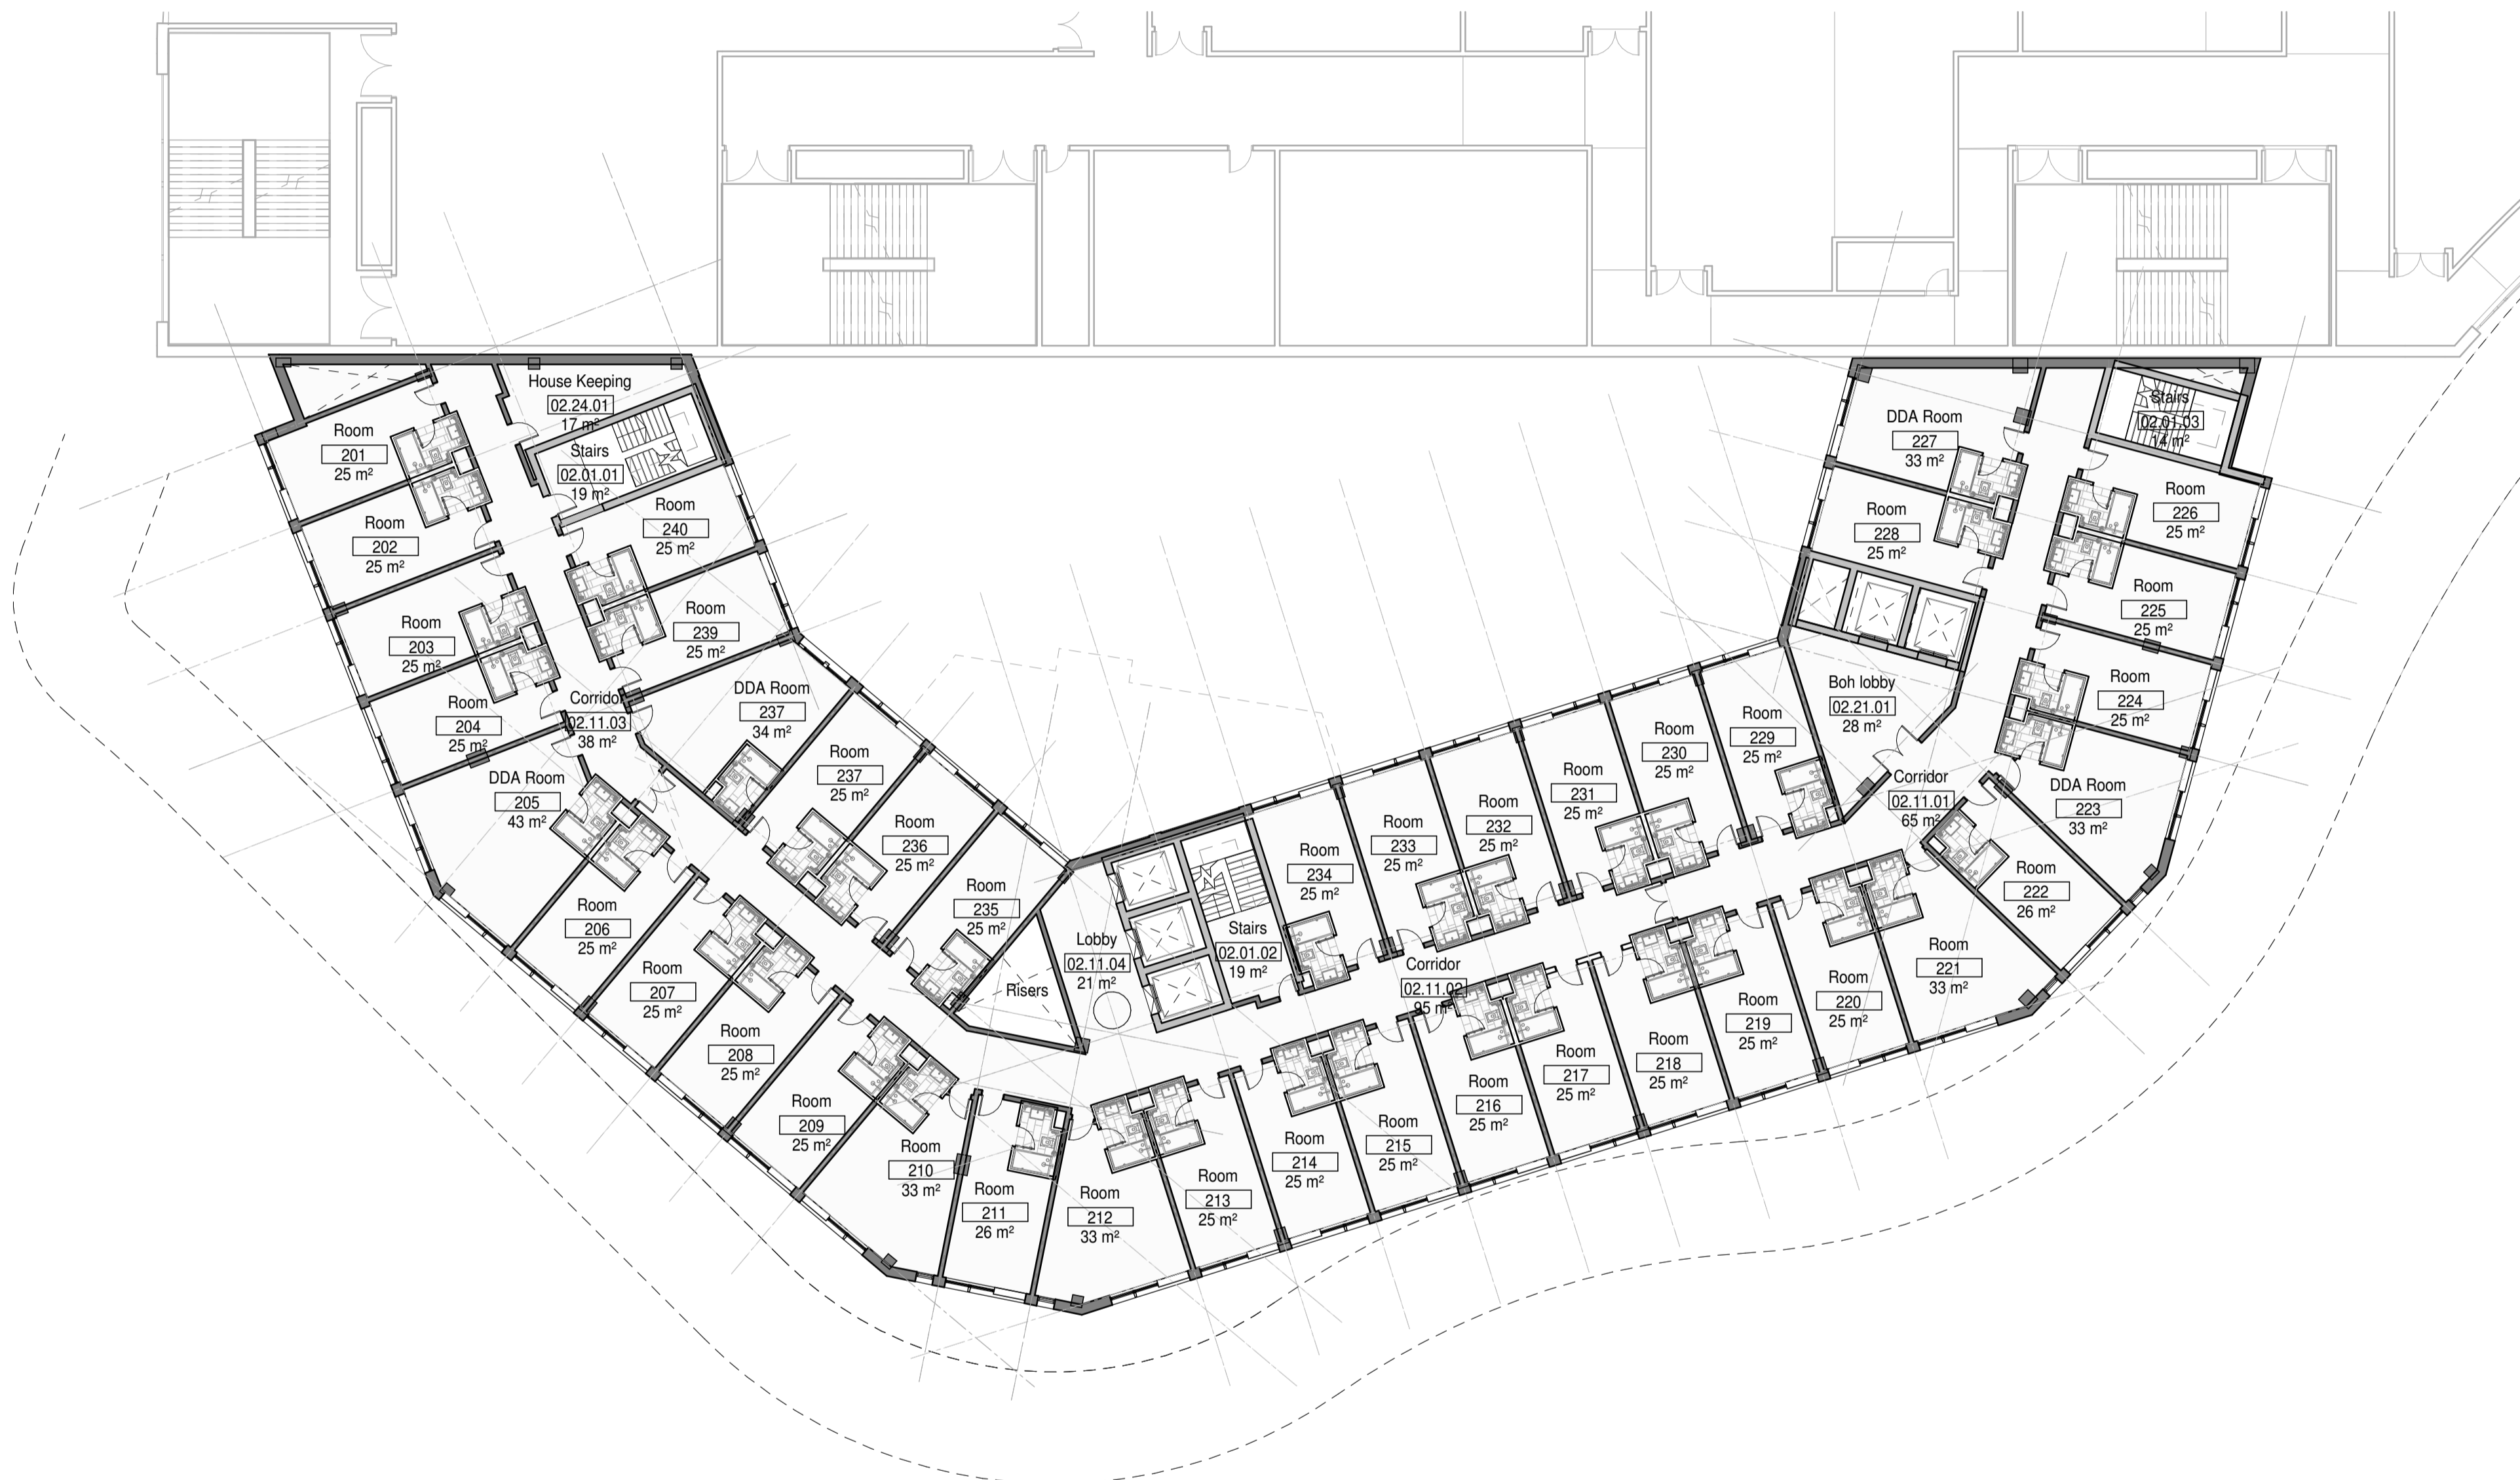 House Keeping
02.24.01
17 m²
Stairs
02.01.01
19 m²
Room
201
25 m²
Room
202
25 m²
Room
203
25 m²
Room
204
25 m²
DDA Room
205
43 m²
Room
206
25 m²
Room
207
25 m²
Room
208
25 m²
Room
209
25 m²
Room
210
33 m²
Room
211
26 m²
Room
212
33 m²
Room
213
25 m²
Room
214
25 m²
Room
215
25 m²
Room
216
25 m²
Room
217
25 m²
Room
218
25 m²
Room
219
25 m²
Room
220
25 m²
Room
221
33 m²
Room
222
26 m²
DDA Room
223
33 m²
Room
224
25 m²
Room
225
25 m²
Room
226
25 m²
Stairs
02.01.03
14 m²
DDA Room
227
33 m²
Room
228
25 m²
Boh lobby
02.21.01
28 m²
Corridor
02.11.01
65 m²
Room
229
25 m²
Room
230
25 m²
Room
231
25 m²
Room
232
25 m²
Room
233
25 m²
Room
234
25 m²
Corridor
02.11.02
95 m²
Stairs
02.01.02
19 m²
Lobby
02.11.04
21 m²
Risers
Room
235
25 m²
Room
236
25 m²
Room
237
25 m²
DDA Room
237
34 m²
Corridor
02.11.03
38 m²
Room
239
25 m²
Room
240
25 m²